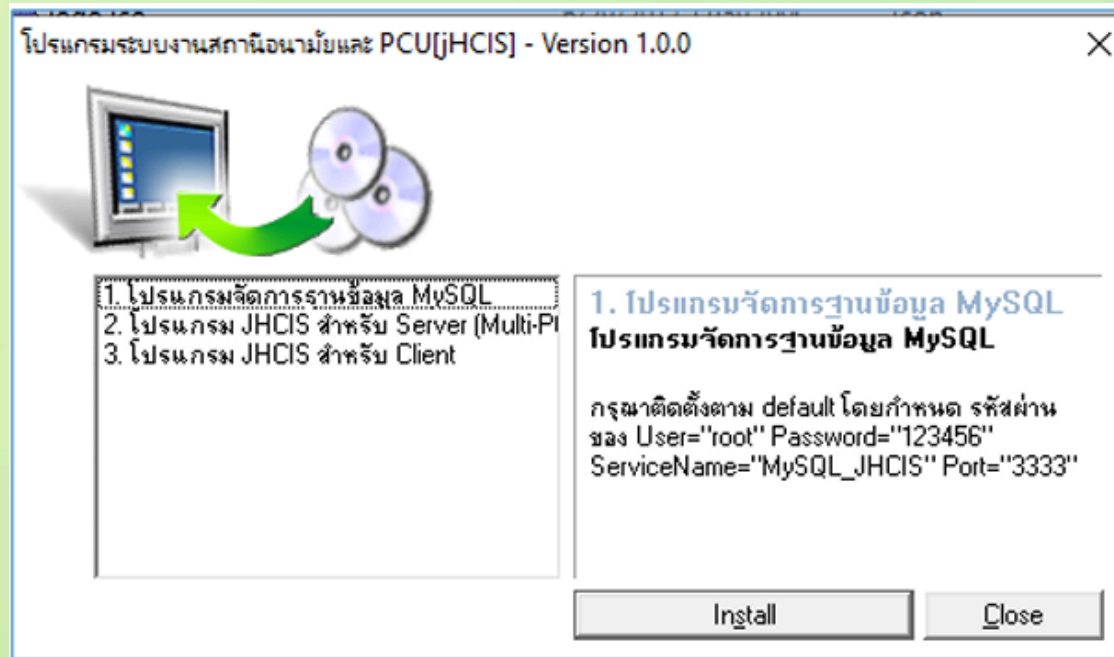 โปรแกรมระบบงานสถานีอนามัยและ PCU[jHCIS] - Version 1.0.0
1. โปรแกรมจัดการฐานข้อมูล MySQL
2. โปรแกรม JHCIS สำหรับ Server (Multi-P
3. โปรแกรม JHCIS สำหรับ Client
1. โปรแกรมจัดการฐานข้อมูล MySQL
โปรแกรมจัดการฐานข้อมูล MySQL
กรุณาติดตั้งตาม default โดยกำหนด รหัสผ่าน
ของ User="root" Password="123456"
ServiceName="MySQL_JHCIS" Port="3333"
Install
Close